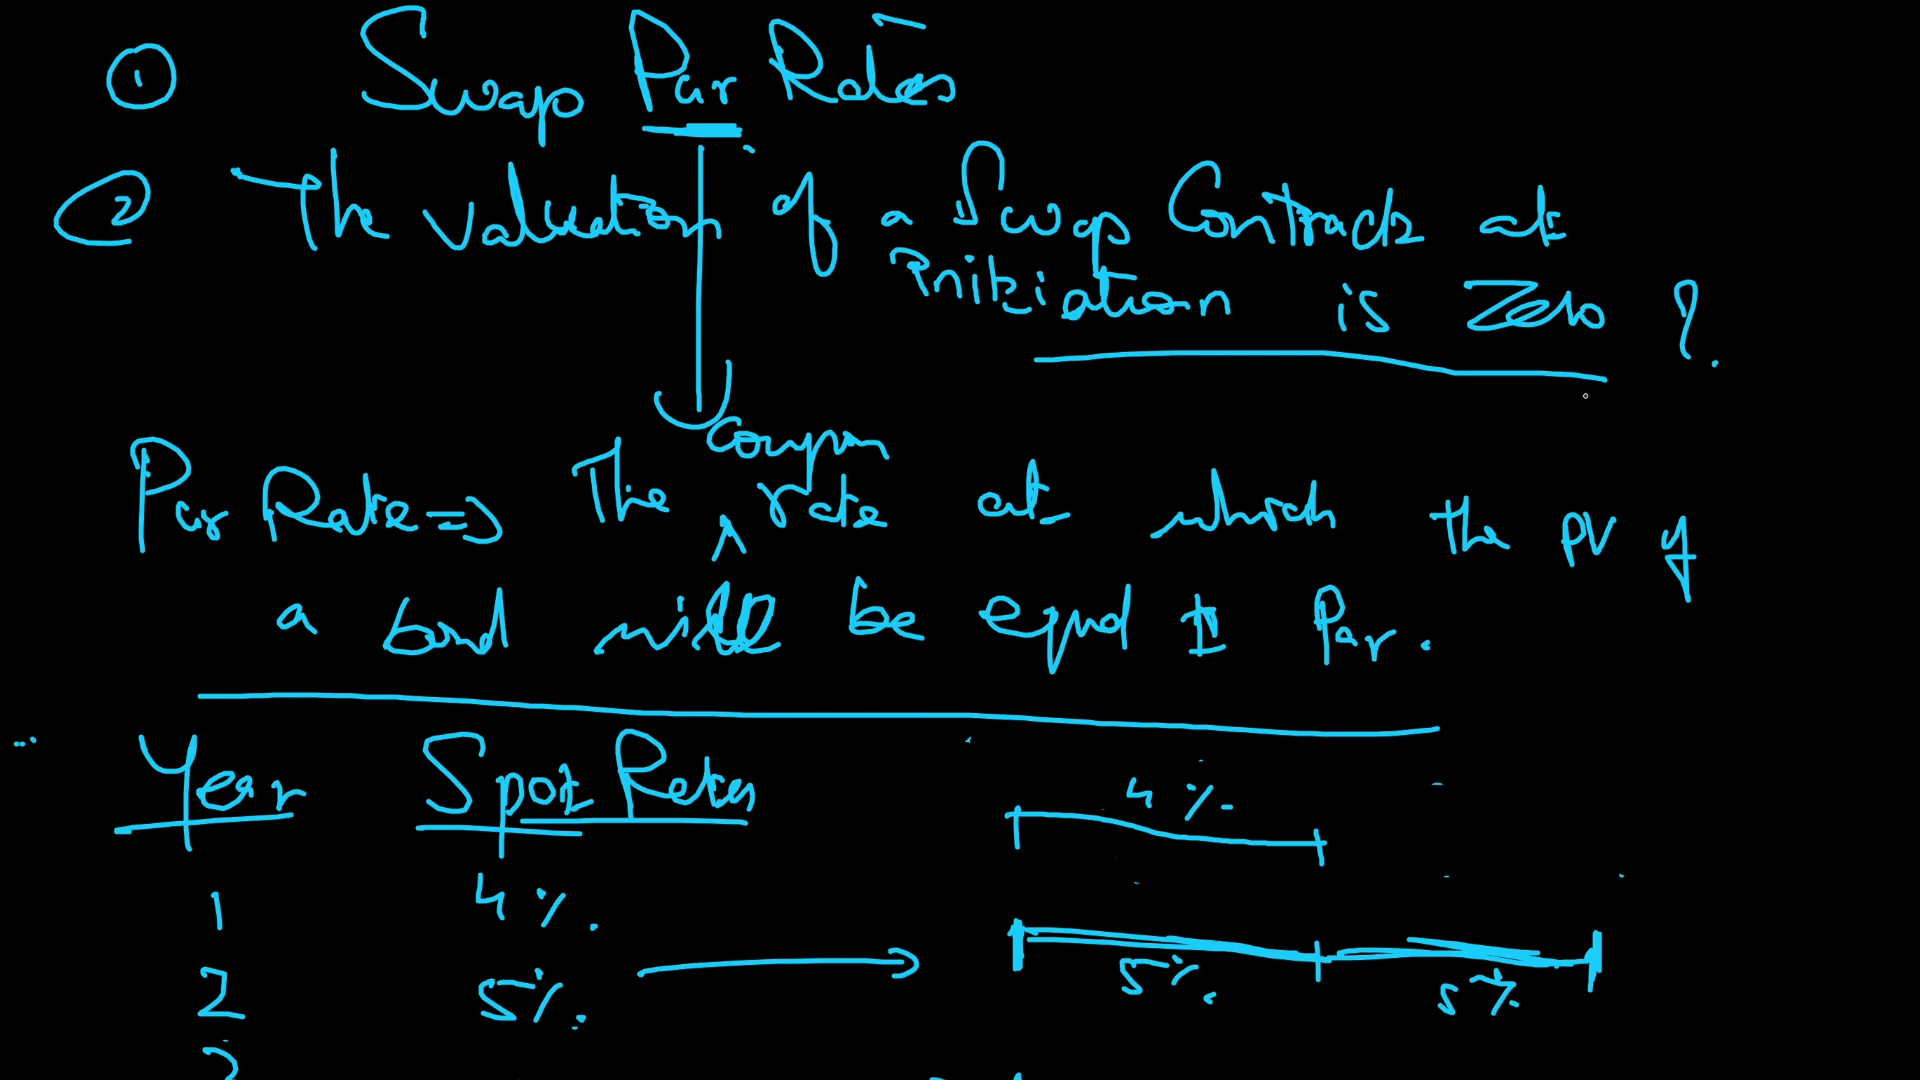 1 Swap Par Rates
2 The valuation of a Swap Contract at
initiation is Zero ?
coupon
Par Rate => The ^ rate at which the PV of
a bond will be equal to Par.
Year Spot Rates
4%
1 4%.
2 5%. 5%. 5%.